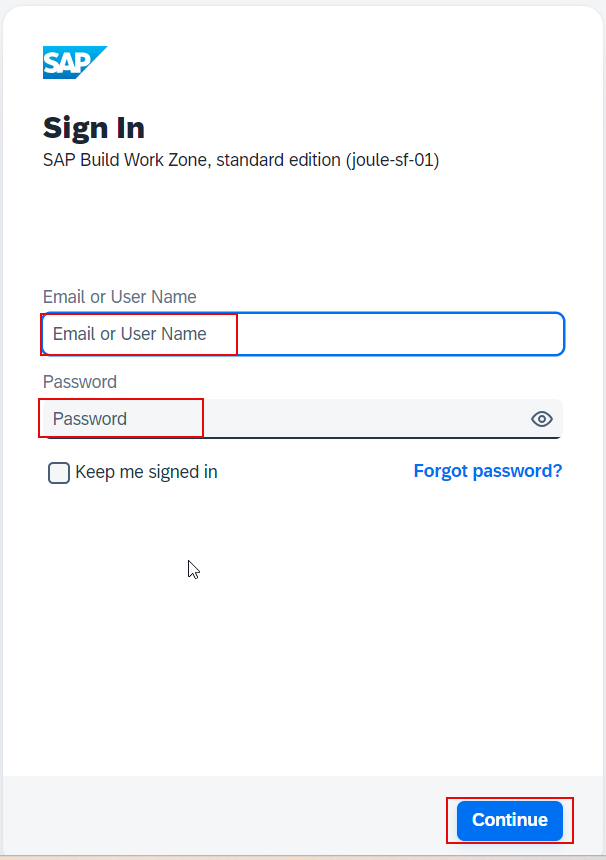 SAP
Sign In
SAP Build Work Zone, standard edition (joule-sf-01)
Email or User Name
Email or User Name
Password
Password
Keep me signed in Forgot password?
Continue